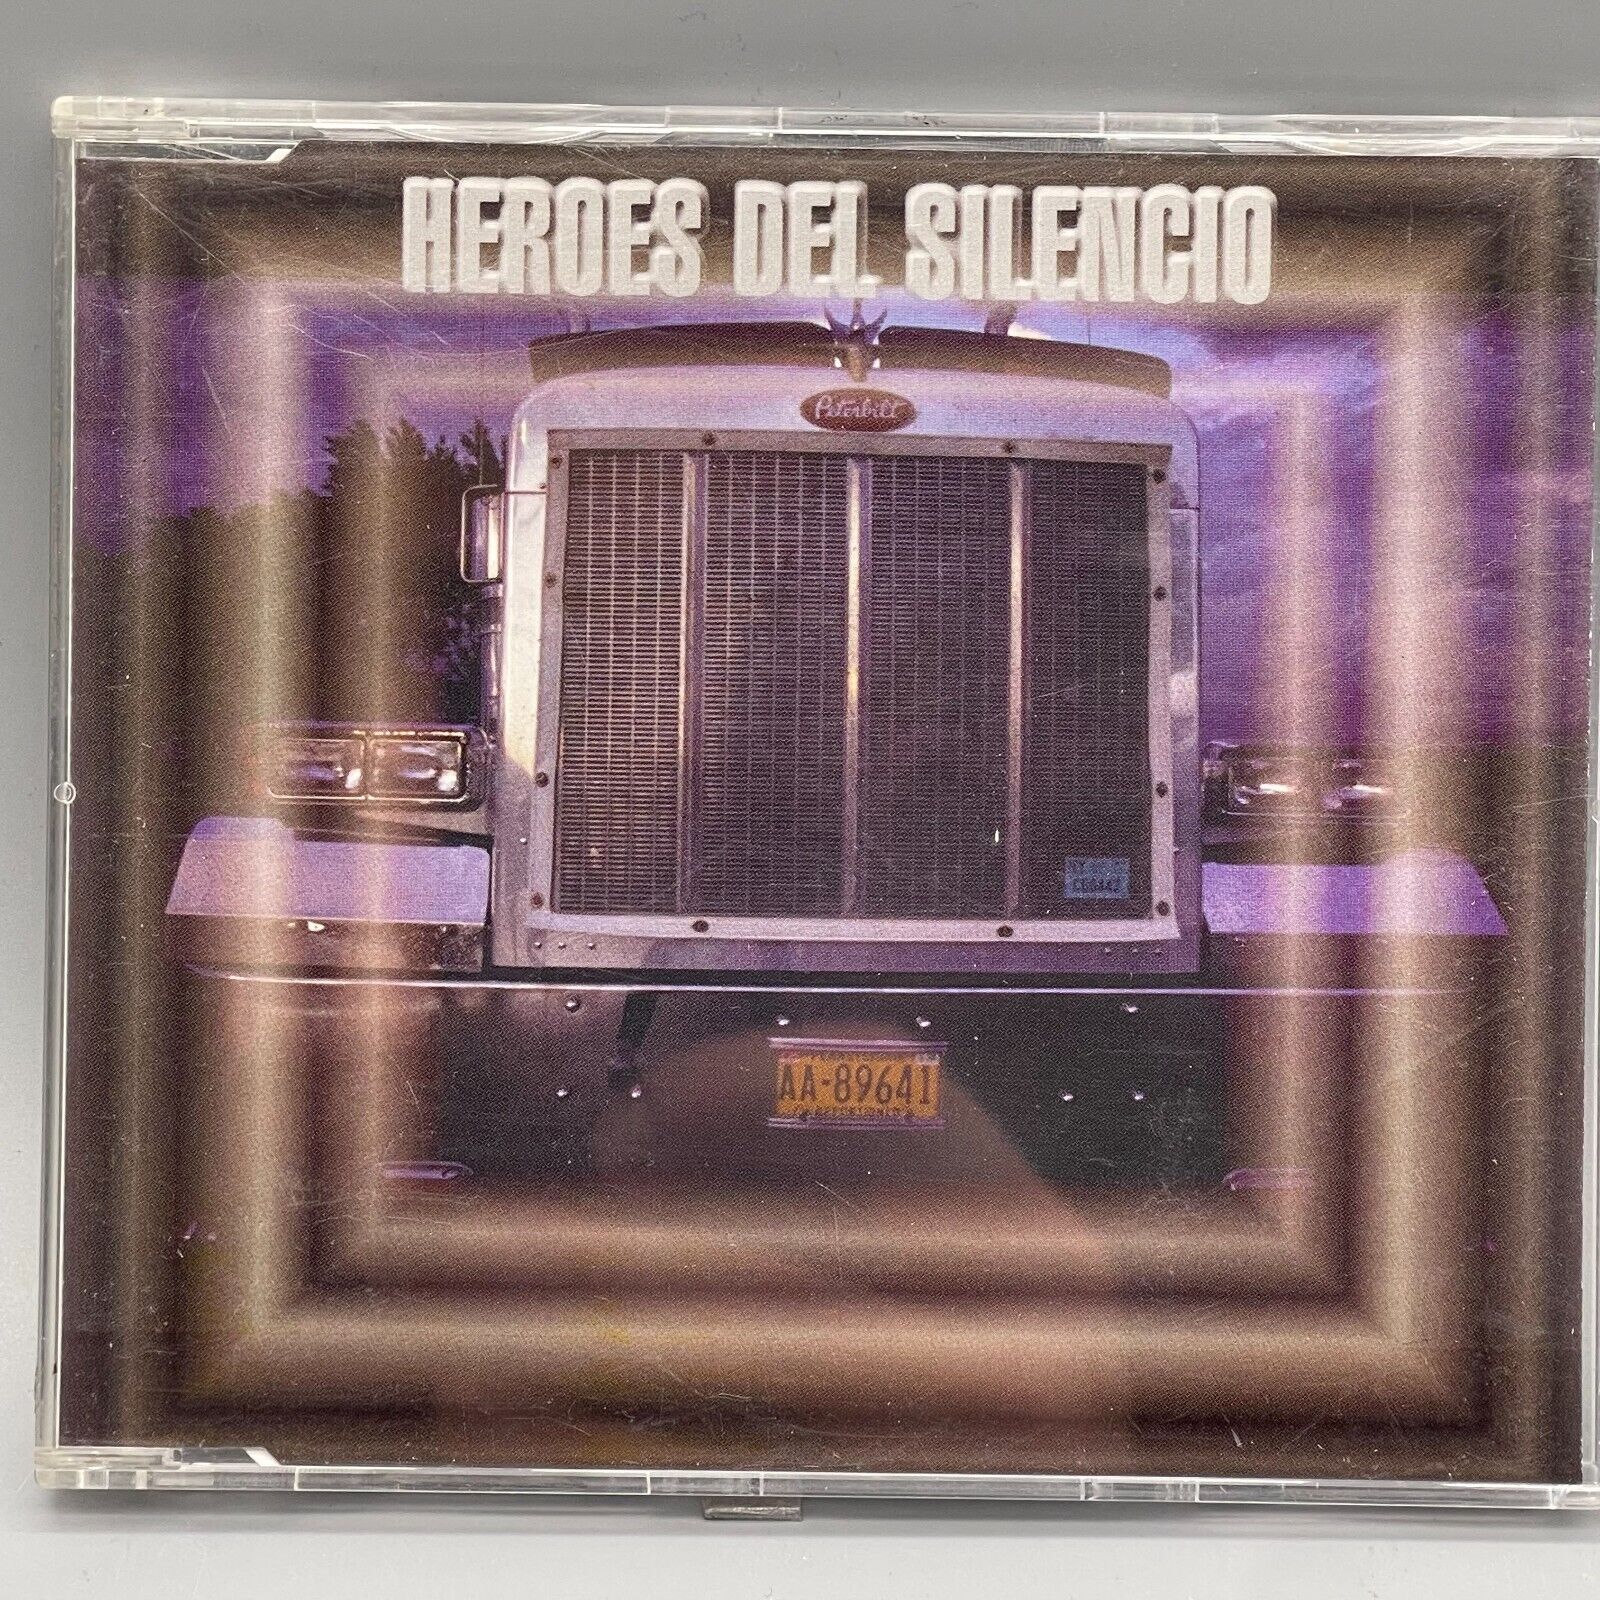 HEROES DEL SILENCIO
Peterbilt
AA-89641